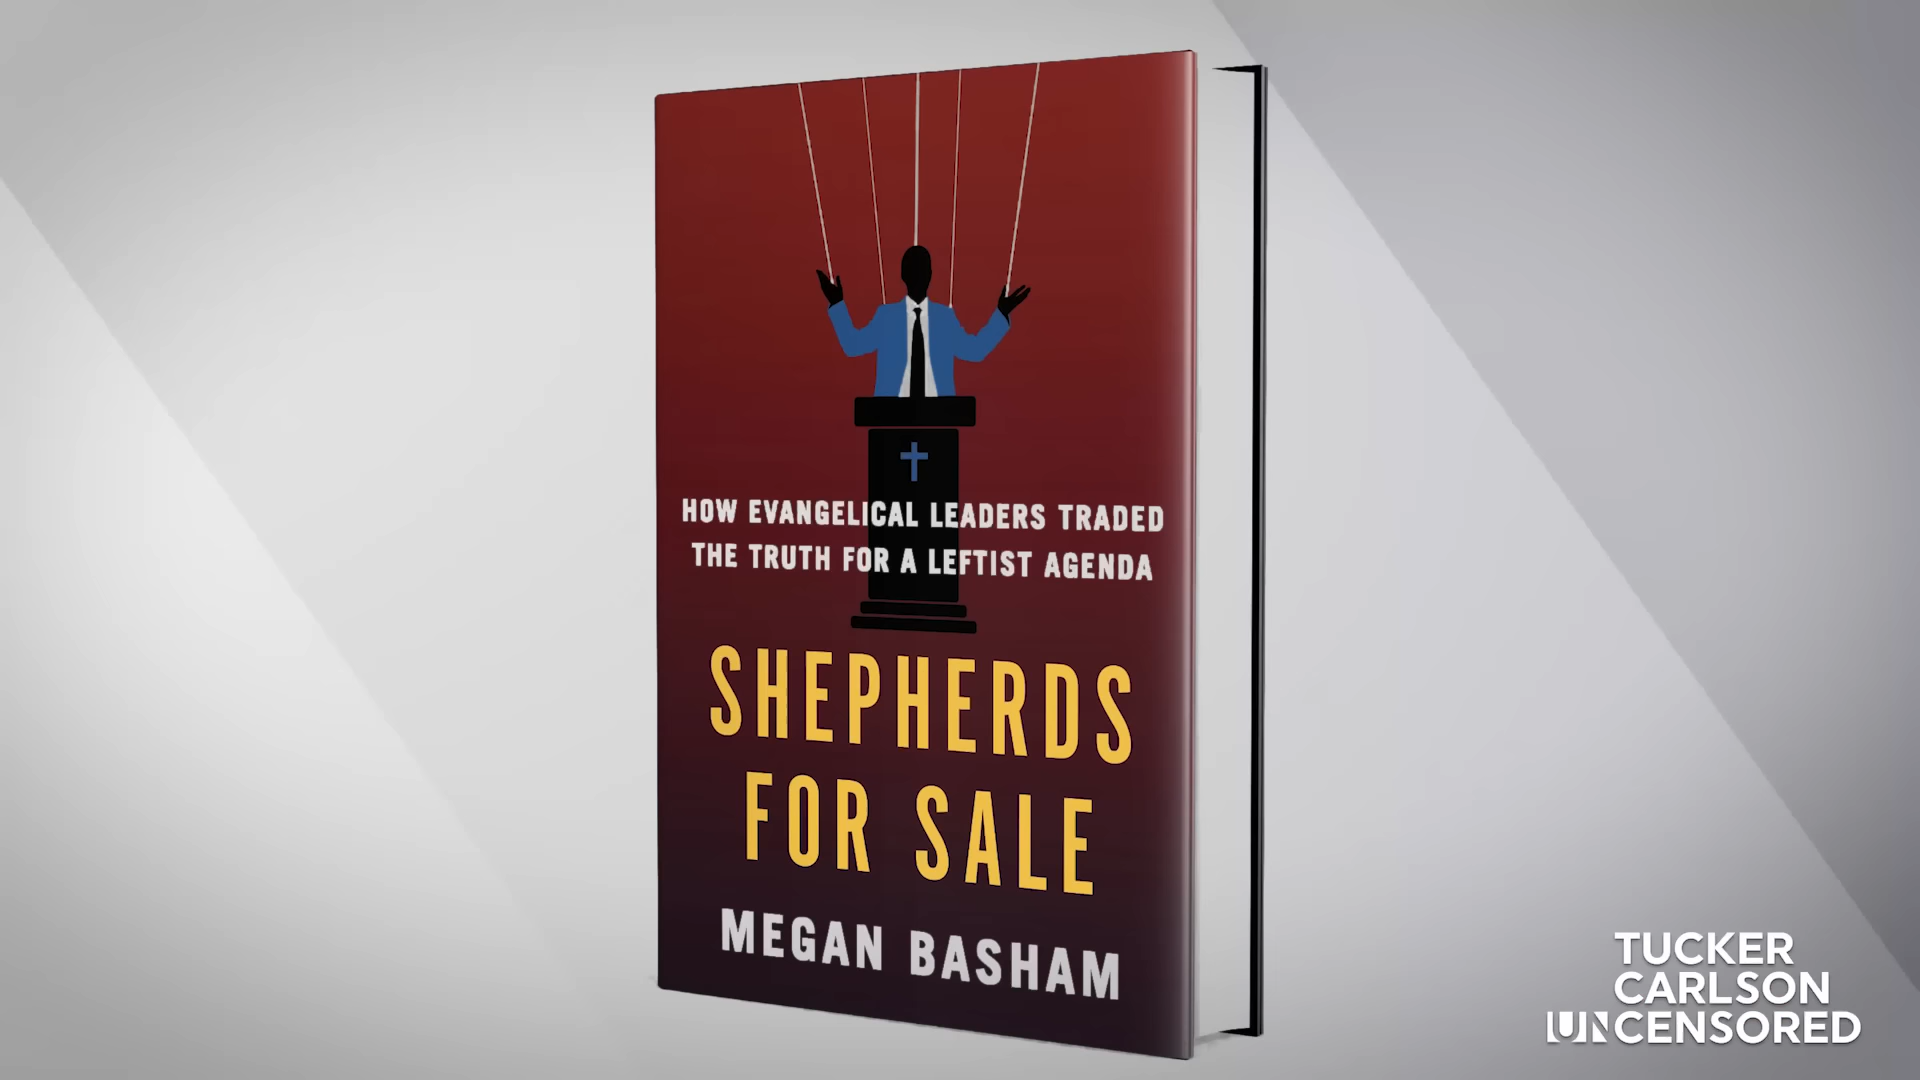 HOW EVANGELICAL LEADERS TRADED
THE TRUTH FOR A LEFTIST AGENDA
SHEPHERDS
FOR SALE
MEGAN BASHAM
TUCKER
CARLSON
UNCENSORED